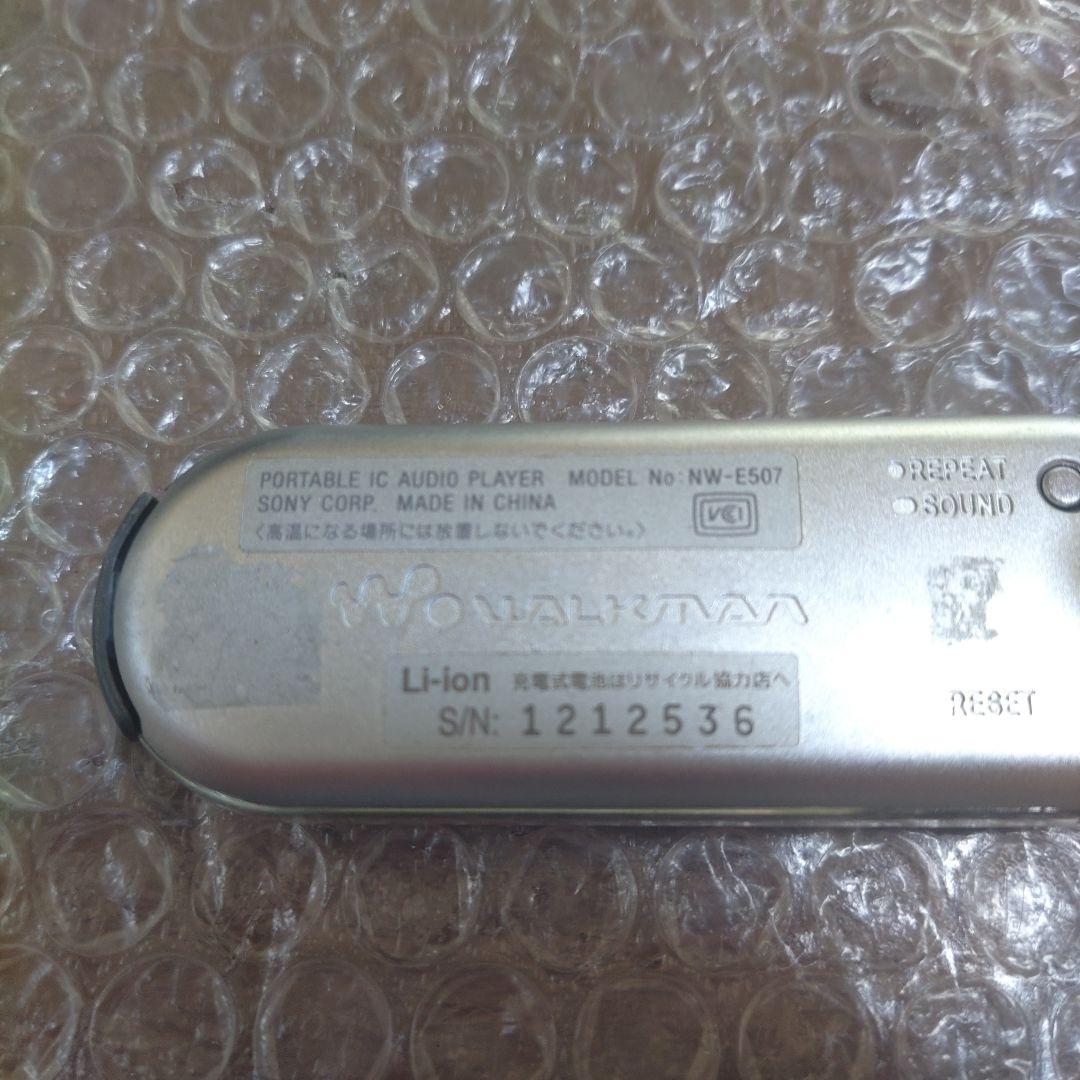 PORTABLE IC AUDIO PLAYER MODEL No: NW-E507
SONY CORP. MADE IN CHINA
〈高温になる場所には放置しないでください。〉
VCI
REPEAT
SOUND
WALKMAN
Li-ion 充電式電池はリサイクル協力店へ
S/N: 1212536
RESET